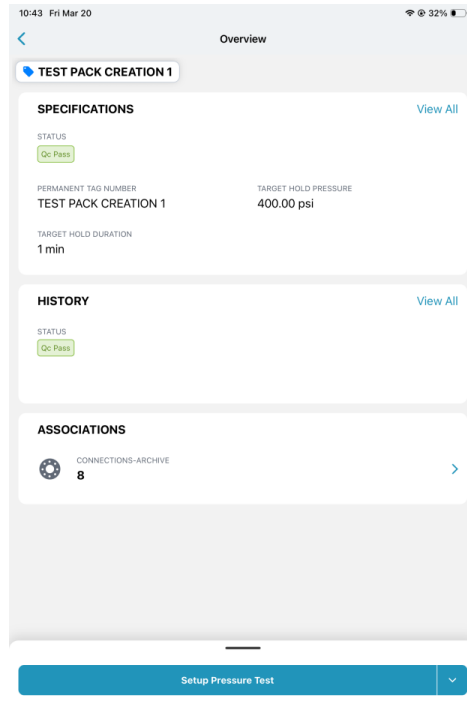 10:43 Fri Mar 20
32%
Overview
TEST PACK CREATION 1
SPECIFICATIONS
View All
STATUS
Qc Pass
PERMANENT TAG NUMBER
TARGET HOLD PRESSURE
TEST PACK CREATION 1
400.00 psi
TARGET HOLD DURATION
1 min
HISTORY
View All
STATUS
Qc Pass
ASSOCIATIONS
CONNECTIONS-ARCHIVE
8
Setup Pressure Test